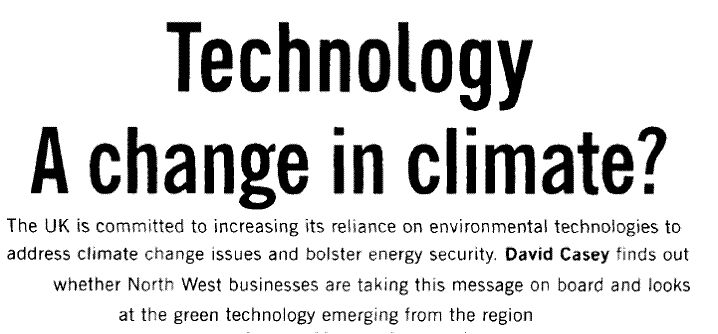 Technology
A change in climate?
The UK is committed to increasing its reliance on environmental technologies to
address climate change issues and bolster energy security. David Casey finds out
whether North West businesses are taking this message on board and looks
at the green technology emerging from the region